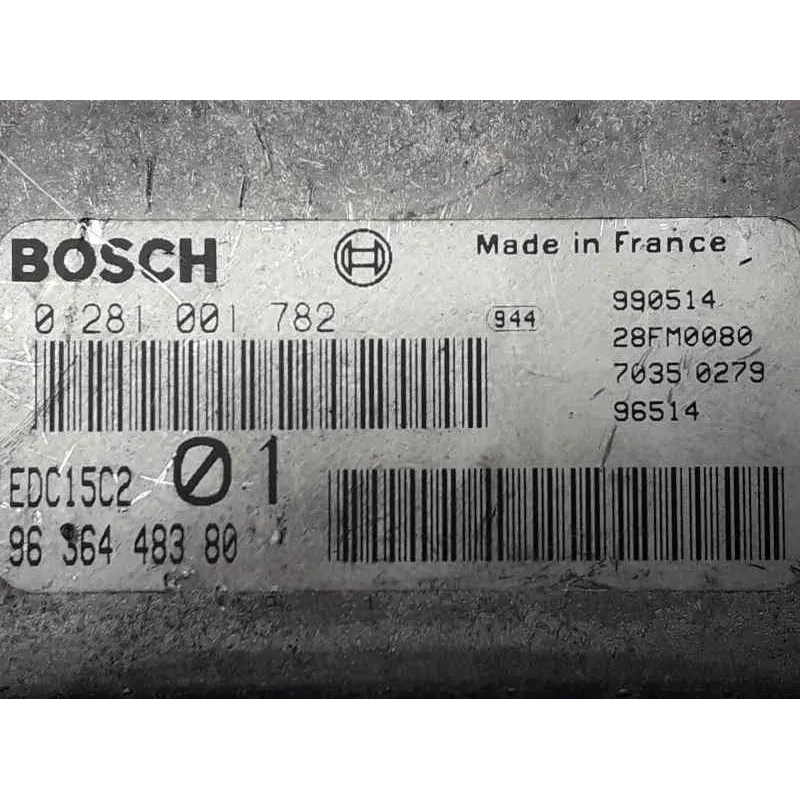 BOSCH
Made in France
0 281 001 782
944
990514
28FM0080
7035 0279
96514
EDC15C2 01
96 364 483 80